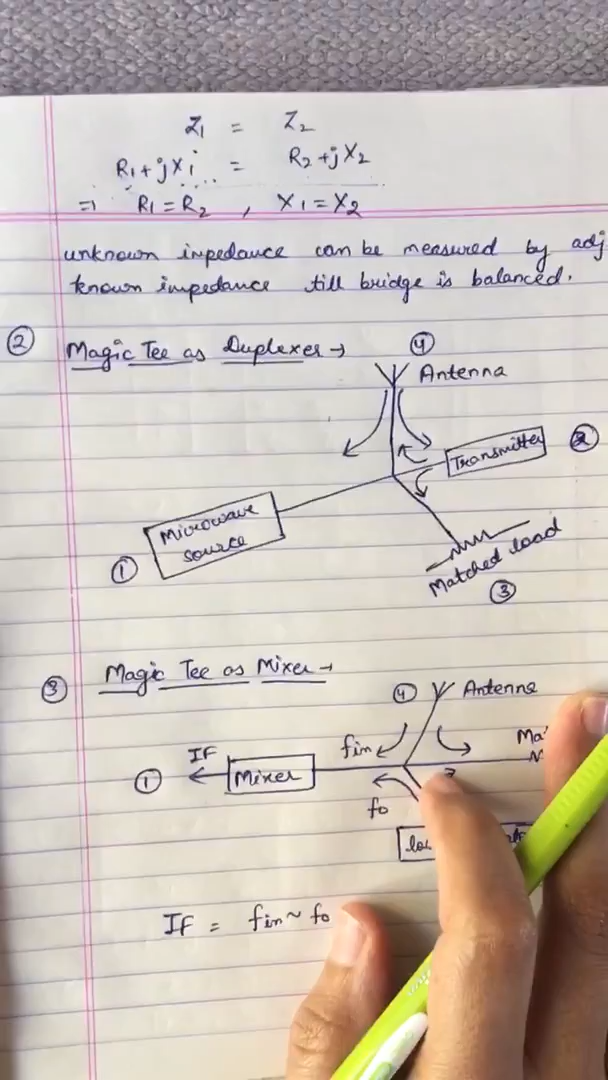 Z1 = Z2
R1+jX1 = R2+jX2
=> R1=R2 , X1=X2
unknown impedance can be measured by adj
known impedance till bridge is balanced.
② Magic Tee as Duplexer →
④
Antenna
Transmitter ②
Microwave
source
①
Matched load
③
③ Magic Tee as Mixer →
④ Antenna
IF
fin
Mat
① Mixer
fo
IF = fin ~ fo